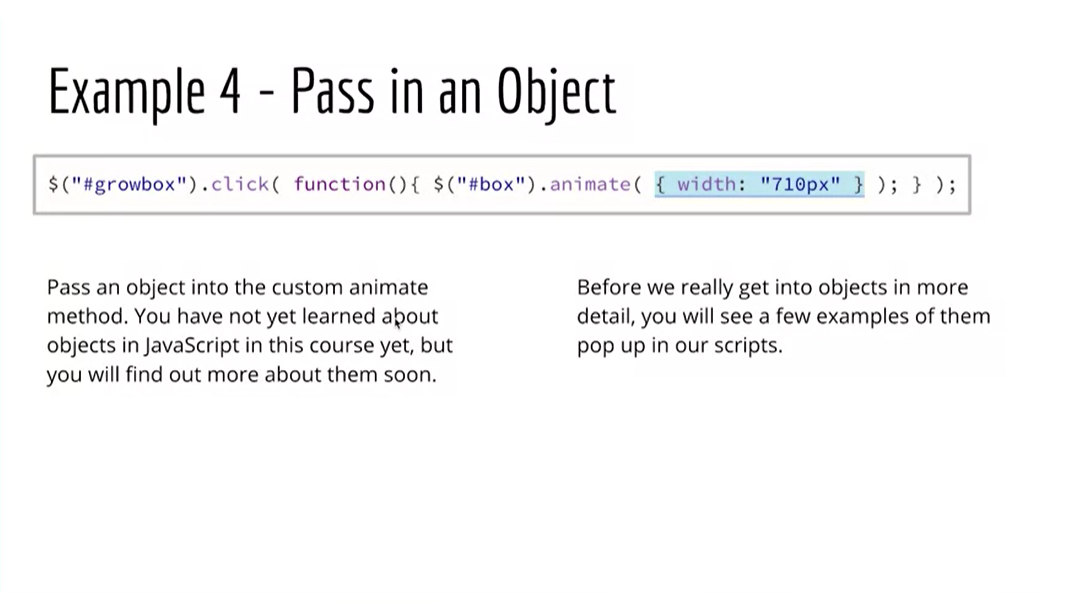 Example 4 - Pass in an Object
$("#growbox").click( function(){ $("#box").animate( { width: "710px" } ); } );
Pass an object into the custom animate
method. You have not yet learned about
objects in JavaScript in this course yet, but
you will find out more about them soon.
Before we really get into objects in more
detail, you will see a few examples of them
pop up in our scripts.